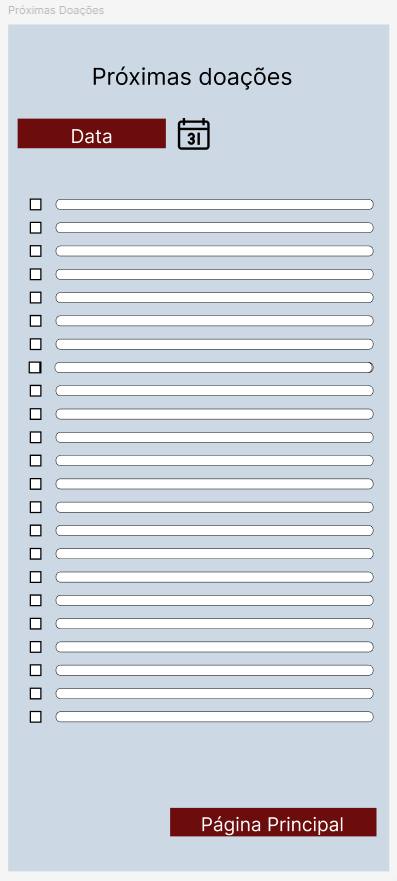 Próximas Doações
Próximas doações
Data
31
Página Principal